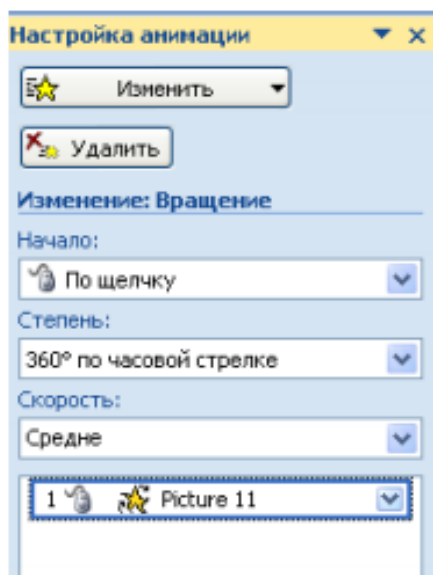 Настройка анимации
Изменить
Удалить
Изменение: Вращение
Начало:
По щелчку
Степень:
360° по часовой стрелке
Скорость:
Средне
1 Picture 11